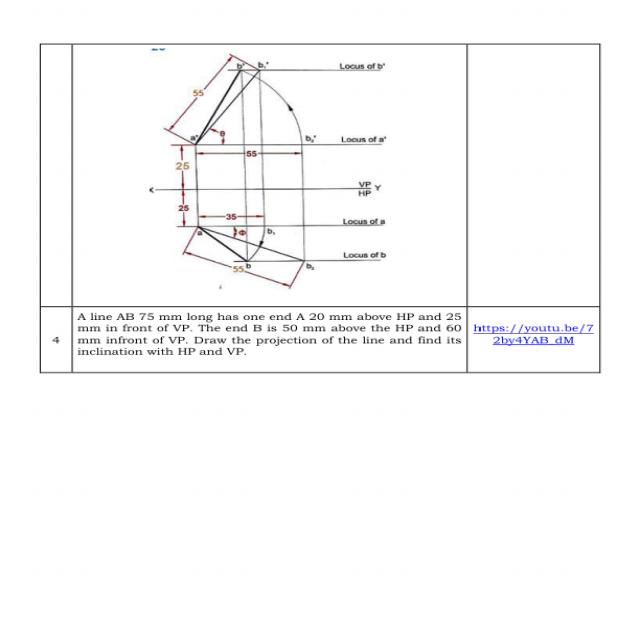 b' b₁' Locus of b'
55
θ
a' b₂' Locus of a'
55
25
VP
X Y
HP
25
35 Locus of a
a Φ b₁
Locus of b
55 b b₂
A line AB 75 mm long has one end A 20 mm above HP and 25
mm in front of VP. The end B is 50 mm above the HP and 60
4 mm infront of VP. Draw the projection of the line and find its
inclination with HP and VP.
https://youtu.be/7
2by4YAB_dM